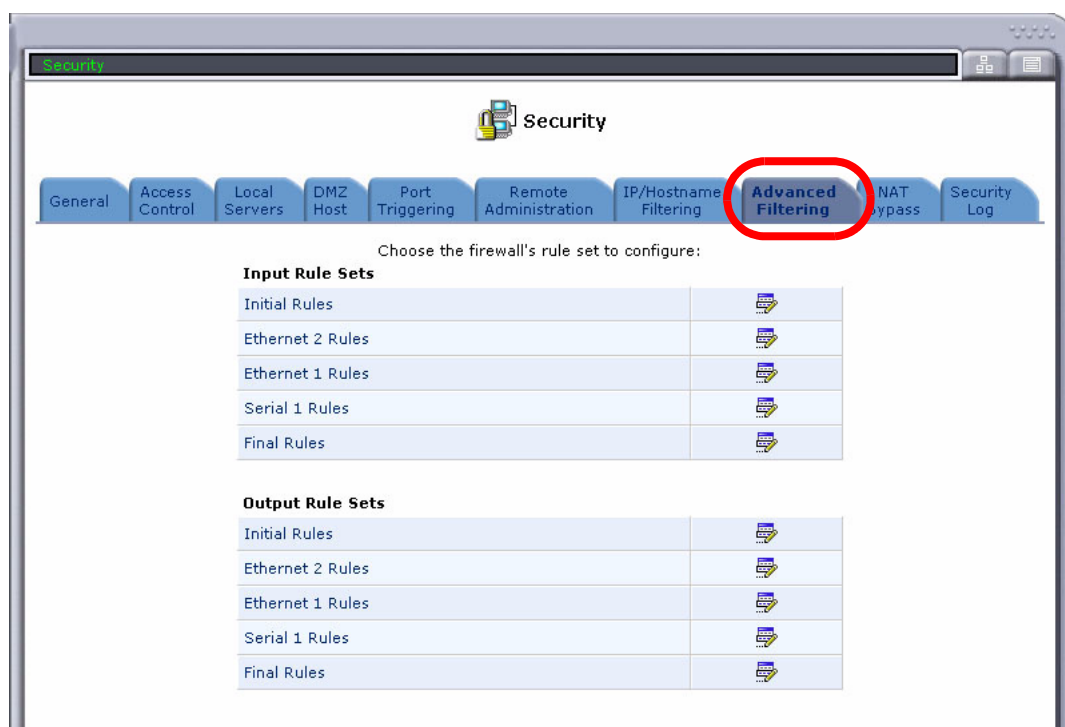 Security
Security
General
Access
Control
Local
Servers
DMZ
Host
Port
Triggering
Remote
Administration
IP/Hostname
Filtering
Advanced
Filtering
NAT
Security
Log
Choose the firewall's rule set to configure:
Input Rule Sets
Initial Rules
Ethernet 2 Rules
Ethernet 1 Rules
Serial 1 Rules
Final Rules
Output Rule Sets
Initial Rules
Ethernet 2 Rules
Ethernet 1 Rules
Serial 1 Rules
Final Rules